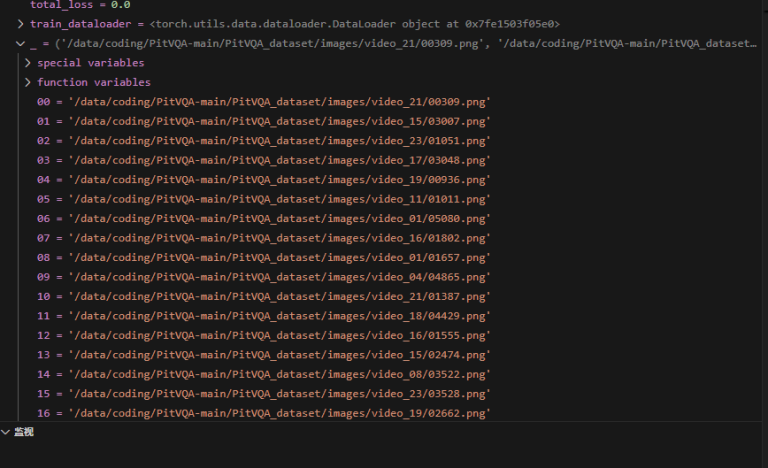 total_loss = 0.0
train_dataloader = <torch.utils.data.dataloader.DataLoader object at 0x7fe1503f05e0>
_ = ('/data/coding/PitVQA-main/PitVQA_dataset/images/video_21/00309.png', '/data/coding/PitVQA-main/PitVQA_dataset…
special variables
function variables
00 = '/data/coding/PitVQA-main/PitVQA_dataset/images/video_21/00309.png'
01 = '/data/coding/PitVQA-main/PitVQA_dataset/images/video_15/03007.png'
02 = '/data/coding/PitVQA-main/PitVQA_dataset/images/video_23/01051.png'
03 = '/data/coding/PitVQA-main/PitVQA_dataset/images/video_17/03048.png'
04 = '/data/coding/PitVQA-main/PitVQA_dataset/images/video_19/00936.png'
05 = '/data/coding/PitVQA-main/PitVQA_dataset/images/video_11/01011.png'
06 = '/data/coding/PitVQA-main/PitVQA_dataset/images/video_01/05080.png'
07 = '/data/coding/PitVQA-main/PitVQA_dataset/images/video_16/01802.png'
08 = '/data/coding/PitVQA-main/PitVQA_dataset/images/video_01/01657.png'
09 = '/data/coding/PitVQA-main/PitVQA_dataset/images/video_04/04865.png'
10 = '/data/coding/PitVQA-main/PitVQA_dataset/images/video_21/01387.png'
11 = '/data/coding/PitVQA-main/PitVQA_dataset/images/video_18/04429.png'
12 = '/data/coding/PitVQA-main/PitVQA_dataset/images/video_16/01555.png'
13 = '/data/coding/PitVQA-main/PitVQA_dataset/images/video_15/02474.png'
14 = '/data/coding/PitVQA-main/PitVQA_dataset/images/video_08/03522.png'
15 = '/data/coding/PitVQA-main/PitVQA_dataset/images/video_23/03528.png'
16 = '/data/coding/PitVQA-main/PitVQA_dataset/images/video_19/02662.png'
监视